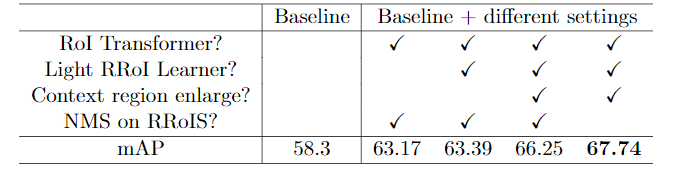 Baseline Baseline + different settings
RoI Transformer? ✓ ✓ ✓ ✓
Light RRoI Learner? ✓ ✓ ✓
Context region enlarge? ✓ ✓
NMS on RRoIS? ✓ ✓ ✓
mAP 58.3 63.17 63.39 66.25 67.74